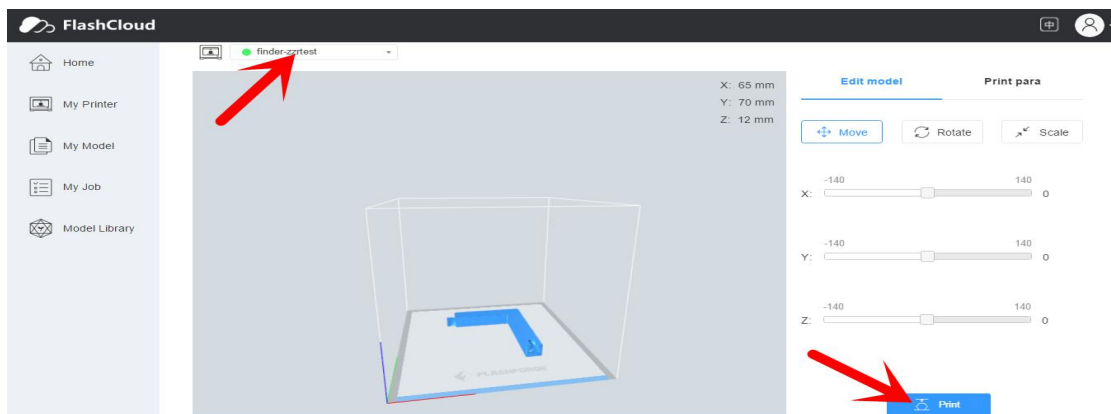 FlashCloud
中
Home
My Printer
My Model
My Job
Model Library
finder-zzrtest
X: 65 mm
Y: 70 mm
Z: 12 mm
FLASHFORGE
Edit model Print para
Move Rotate Scale
-140 140
X: 0
-140 140
Y: 0
-140 140
Z: 0
Print